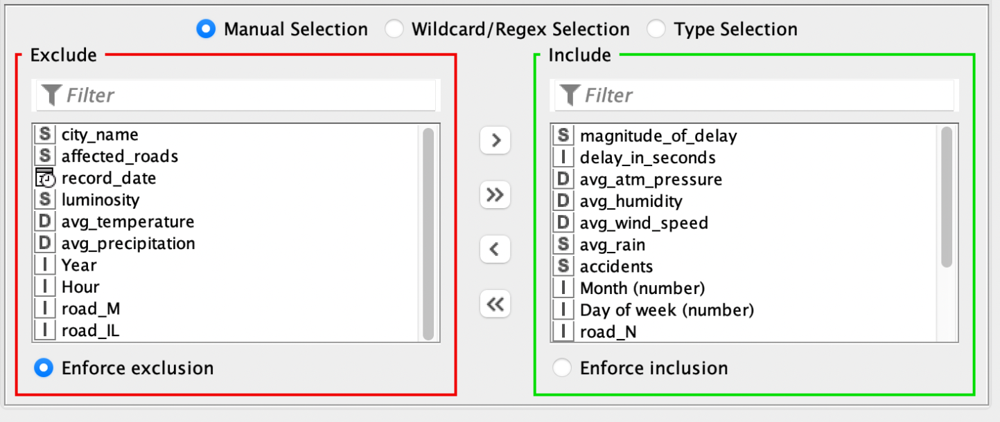 Manual Selection Wildcard/Regex Selection Type Selection
Exclude
Filter
S city_name
S affected_roads
record_date
S luminosity
D avg_temperature
D avg_precipitation
I Year
I Hour
I road_M
I road_IL
Enforce exclusion
Include
Filter
S magnitude_of_delay
I delay_in_seconds
D avg_atm_pressure
D avg_humidity
D avg_wind_speed
S avg_rain
S accidents
I Month (number)
I Day of week (number)
I road_N
Enforce inclusion